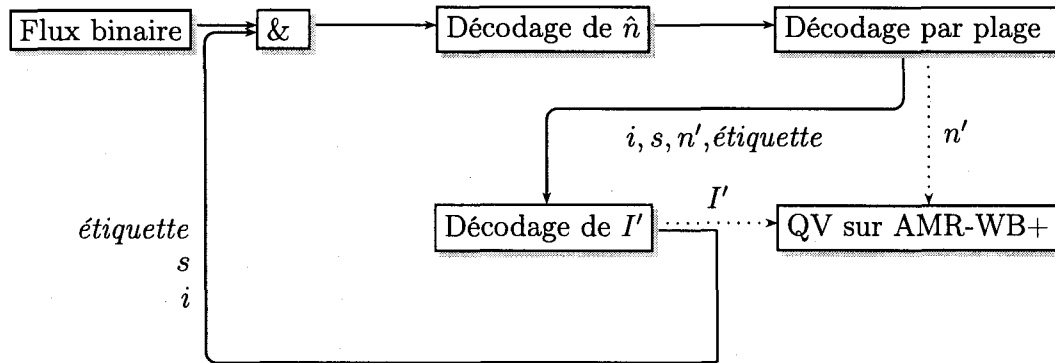 Flux binaire
&
Décodage de n̂
Décodage par plage
i, s, n′, étiquette
n′
I′
Décodage de I′
QV sur AMR-WB+
étiquette
s
i